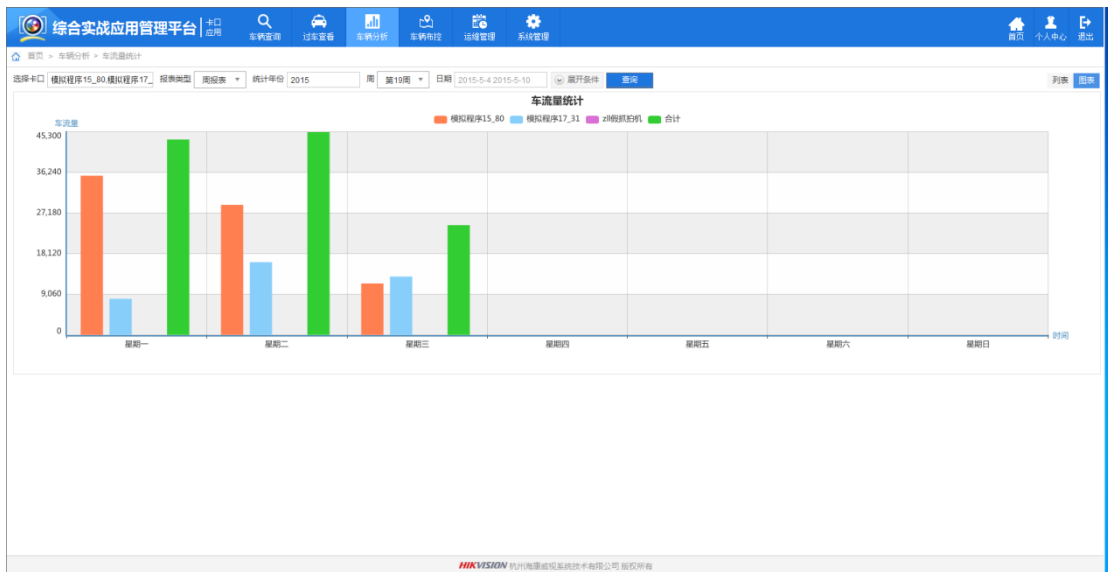 综合实战应用管理平台 卡口应用
车辆查询 过车查看 车辆分析 车辆布控 运维管理 系统管理
首页 个人中心 退出
首页 > 车辆分析 > 车流量统计
选择卡口 模拟程序15_80,模拟程序17_ 报表类型 周报表 统计年份 2015 周 第19周 日期 2015-5-4 2015-5-10 展开条件 查询 列表 图表
车流量统计
模拟程序15_80 模拟程序17_31 zll假抓拍机 合计
车流量
45,300
36,240
27,180
18,120
9,060
0
时间
星期一 星期二 星期三 星期四 星期五 星期六 星期日
HIKVISION 杭州海康威视系统技术有限公司 版权所有